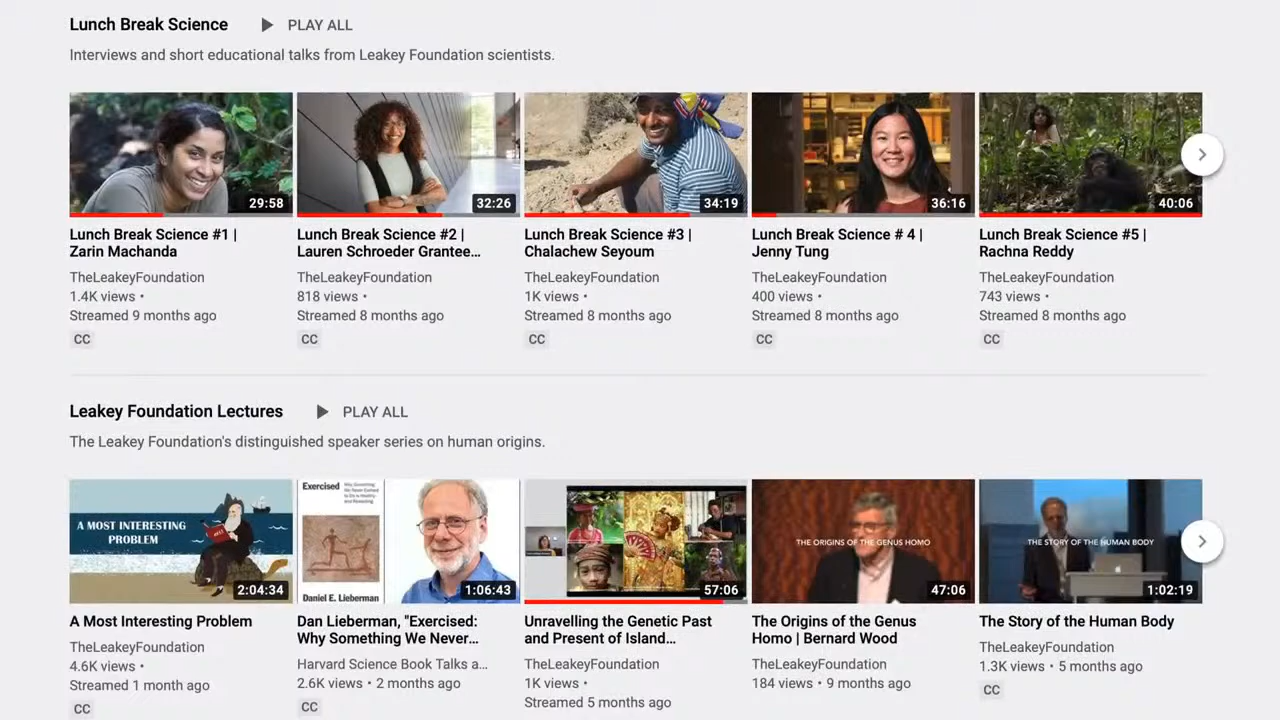 Lunch Break Science PLAY ALL
Interviews and short educational talks from Leakey Foundation scientists.
29:58
32:26
34:19
36:16
40:06
Lunch Break Science #1 |
Zarin Machanda
TheLeakeyFoundation
1.4K views •
Streamed 9 months ago
CC
Lunch Break Science #2 |
Lauren Schroeder Grantee...
TheLeakeyFoundation
818 views •
Streamed 8 months ago
CC
Lunch Break Science #3 |
Chalachew Seyoum
TheLeakeyFoundation
1K views •
Streamed 8 months ago
CC
Lunch Break Science # 4 |
Jenny Tung
TheLeakeyFoundation
400 views •
Streamed 8 months ago
CC
Lunch Break Science #5 |
Rachna Reddy
TheLeakeyFoundation
743 views •
Streamed 8 months ago
CC
Leakey Foundation Lectures PLAY ALL
The Leakey Foundation's distinguished speaker series on human origins.
A MOST INTERESTING
PROBLEM
2:04:34
A Most Interesting Problem
TheLeakeyFoundation
4.6K views •
Streamed 1 month ago
CC
Exercised
Daniel E. Lieberman
1:06:43
Dan Lieberman, "Exercised:
Why Something We Never...
Harvard Science Book Talks a...
2.6K views • 2 months ago
CC
57:06
Unravelling the Genetic Past
and Present of Island...
TheLeakeyFoundation
1K views •
Streamed 5 months ago
THE ORIGINS OF THE GENUS HOMO
47:06
The Origins of the Genus
Homo | Bernard Wood
TheLeakeyFoundation
184 views • 9 months ago
THE STORY OF THE HUMAN BODY
1:02:19
The Story of the Human Body
TheLeakeyFoundation
1.3K views • 5 months ago
CC